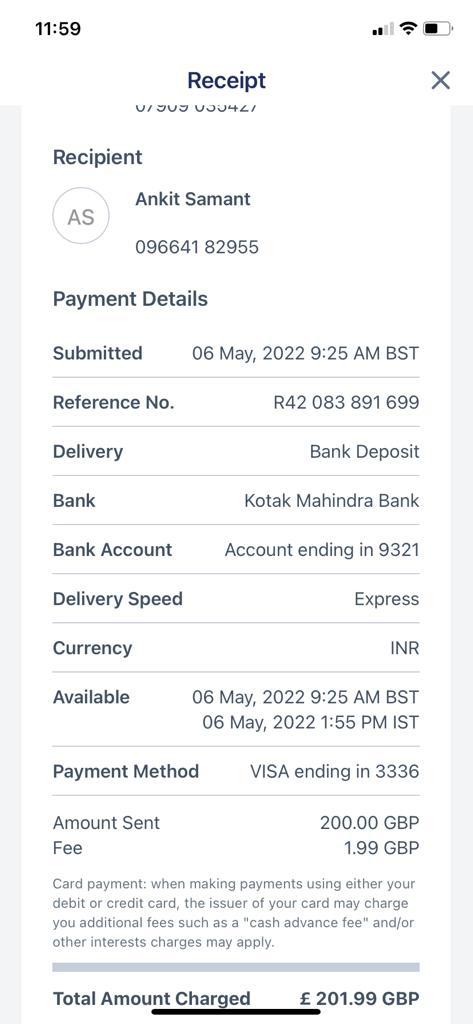 11:59
Receipt
Recipient
AS
Ankit Samant
096641 82955
Payment Details
Submitted 06 May, 2022 9:25 AM BST
Reference No. R42 083 891 699
Delivery Bank Deposit
Bank Kotak Mahindra Bank
Bank Account Account ending in 9321
Delivery Speed Express
Currency INR
Available 06 May, 2022 9:25 AM BST
06 May, 2022 1:55 PM IST
Payment Method VISA ending in 3336
Amount Sent 200.00 GBP
Fee 1.99 GBP
Card payment: when making payments using either your
debit or credit card, the issuer of your card may charge
you additional fees such as a "cash advance fee" and/or
other interests charges may apply.
Total Amount Charged £ 201.99 GBP